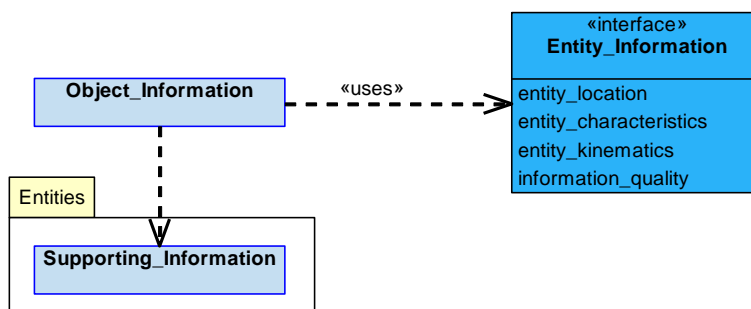 «interface»
Entity_Information
Object_Information
«uses»
entity_location
entity_characteristics
entity_kinematics
information_quality
Entities
Supporting_Information